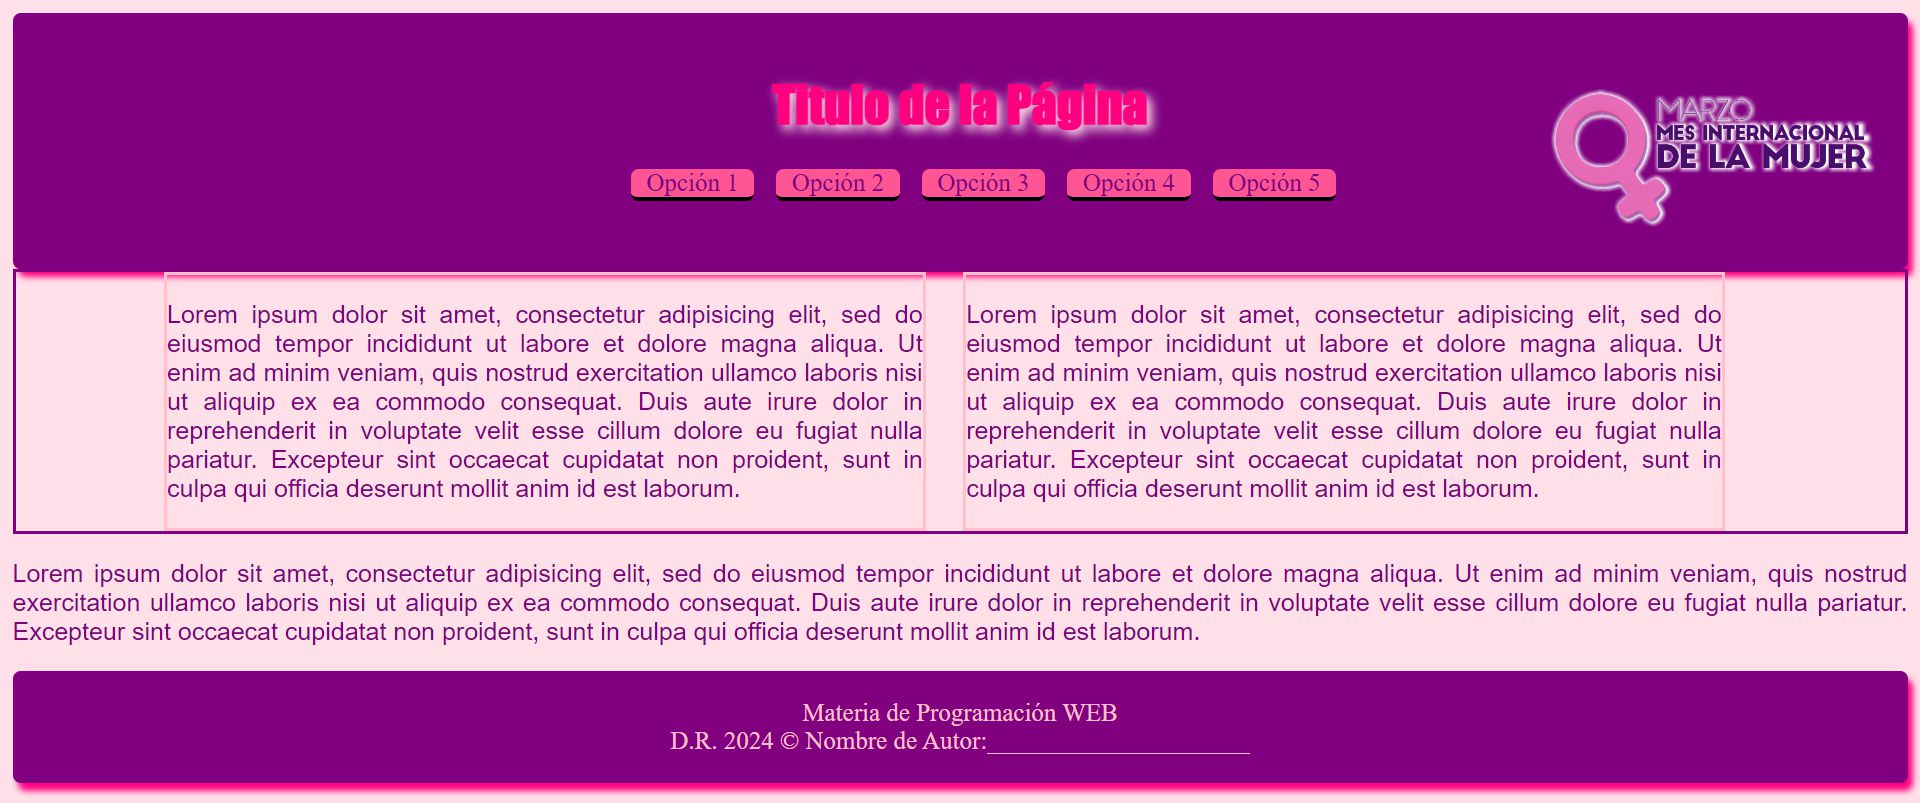 Titulo de la Página
MARZO
MES INTERNACIONAL
DE LA MUJER
Opción 1
Opción 2
Opción 3
Opción 4
Opción 5
Lorem ipsum dolor sit amet, consectetur adipisicing elit, sed do
eiusmod tempor incididunt ut labore et dolore magna aliqua. Ut
enim ad minim veniam, quis nostrud exercitation ullamco laboris nisi
ut aliquip ex ea commodo consequat. Duis aute irure dolor in
reprehenderit in voluptate velit esse cillum dolore eu fugiat nulla
pariatur. Excepteur sint occaecat cupidatat non proident, sunt in
culpa qui officia deserunt mollit anim id est laborum.
Lorem ipsum dolor sit amet, consectetur adipisicing elit, sed do
eiusmod tempor incididunt ut labore et dolore magna aliqua. Ut
enim ad minim veniam, quis nostrud exercitation ullamco laboris nisi
ut aliquip ex ea commodo consequat. Duis aute irure dolor in
reprehenderit in voluptate velit esse cillum dolore eu fugiat nulla
pariatur. Excepteur sint occaecat cupidatat non proident, sunt in
culpa qui officia deserunt mollit anim id est laborum.
Lorem ipsum dolor sit amet, consectetur adipisicing elit, sed do eiusmod tempor incididunt ut labore et dolore magna aliqua. Ut enim ad minim veniam, quis nostrud
exercitation ullamco laboris nisi ut aliquip ex ea commodo consequat. Duis aute irure dolor in reprehenderit in voluptate velit esse cillum dolore eu fugiat nulla pariatur.
Excepteur sint occaecat cupidatat non proident, sunt in culpa qui officia deserunt mollit anim id est laborum.
Materia de Programación WEB
D.R. 2024 © Nombre de Autor:_____________________